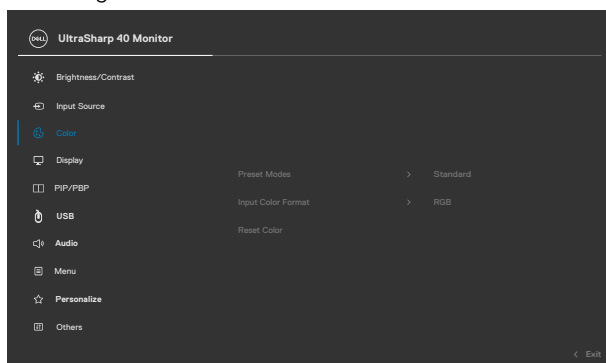 DELL UltraSharp 40 Monitor
Brightness/Contrast
Input Source
Color
Display
PIP/PBP
USB
Audio
Menu
Personalize
Others
Preset Modes > Standard
Input Color Format > RGB
Reset Color
< Exit